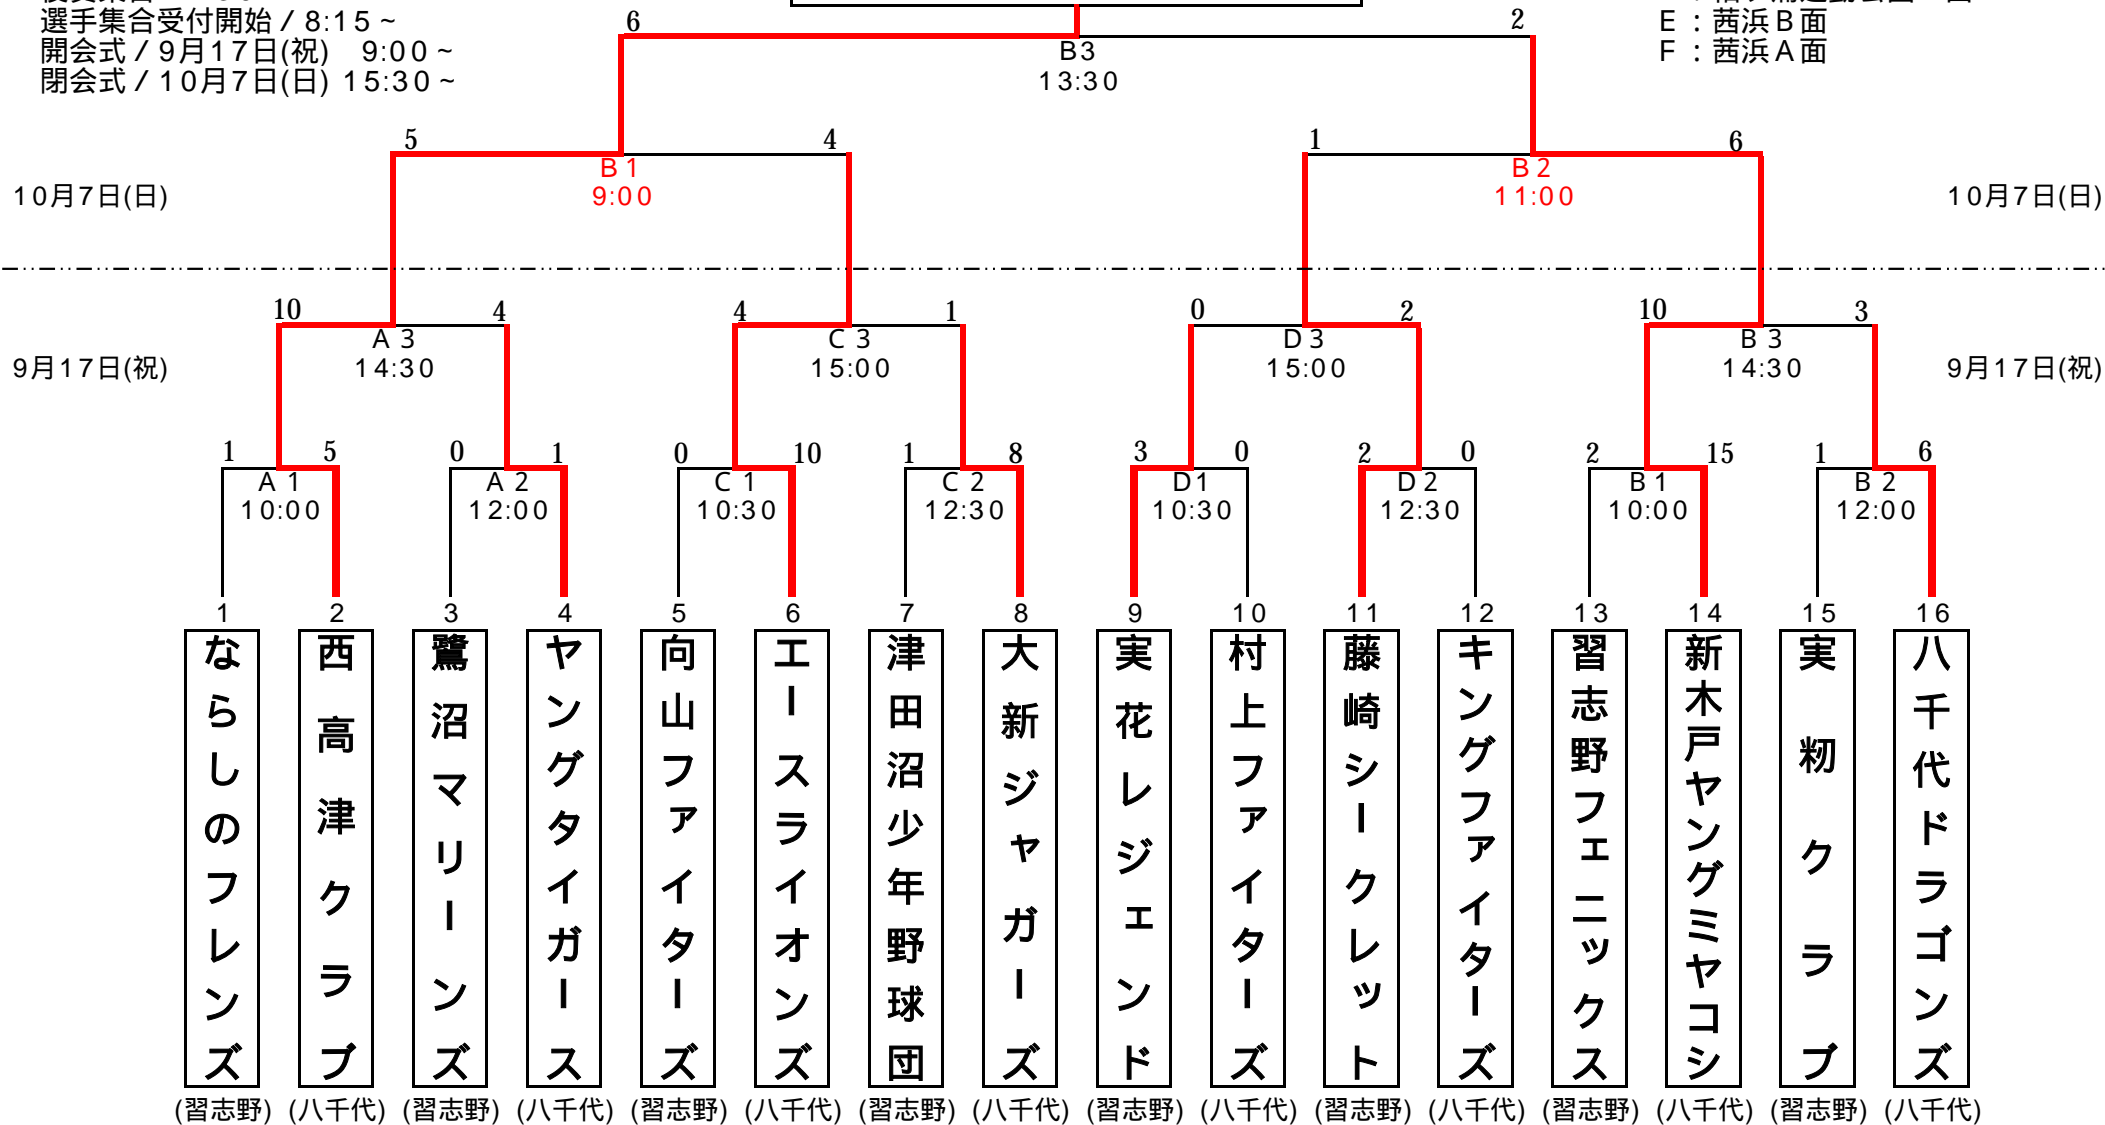 選手集合受付開始 / 8:15 ~
開会式 / 9月17日(祝) 9:00 ~
閉会式 / 10月7日(日) 15:30 ~
E : 茜浜B面
F : 茜浜A面
6 2
B3
13:30
5 4 1 6
B1 B2
9:00 11:00
10月7日(日) 10月7日(日)
10 4 4 1 0 2 10 3
A3 C3 D3 B3
14:30 15:00 15:00 14:30
9月17日(祝) 9月17日(祝)
1 5 0 1 0 10 1 8 3 0 2 0 2 15 1 6
A1 A2 C1 C2 D1 D2 B1 B2
10:00 12:00 10:30 12:30 10:30 12:30 10:00 12:00
1 2 3 4 5 6 7 8 9 10 11 12 13 14 15 16
ならしのフレンズ
西高津クラブ
鷺沼マリーンズ
ヤングタイガース
向山ファイターズ
エースライオンズ
津田沼少年野球団
大新ジャガーズ
実花レジェンド
村上ファイターズ
藤崎シークレット
キングファイターズ
習志野フェニックス
新木戸ヤングミヤコシ
実籾クラブ
八千代ドラゴンズ
(習志野) (八千代) (習志野) (八千代) (習志野) (八千代) (習志野) (八千代) (習志野) (八千代) (習志野) (八千代) (習志野) (八千代) (習志野) (八千代)